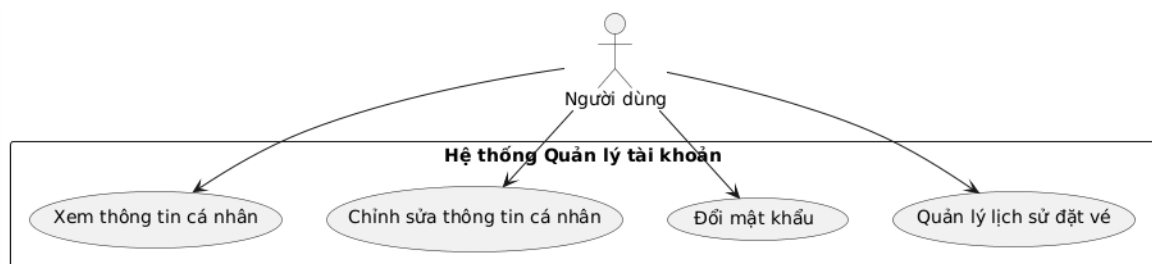 Người dùng
Hệ thống Quản lý tài khoản
Xem thông tin cá nhân
Chỉnh sửa thông tin cá nhân
Đổi mật khẩu
Quản lý lịch sử đặt vé